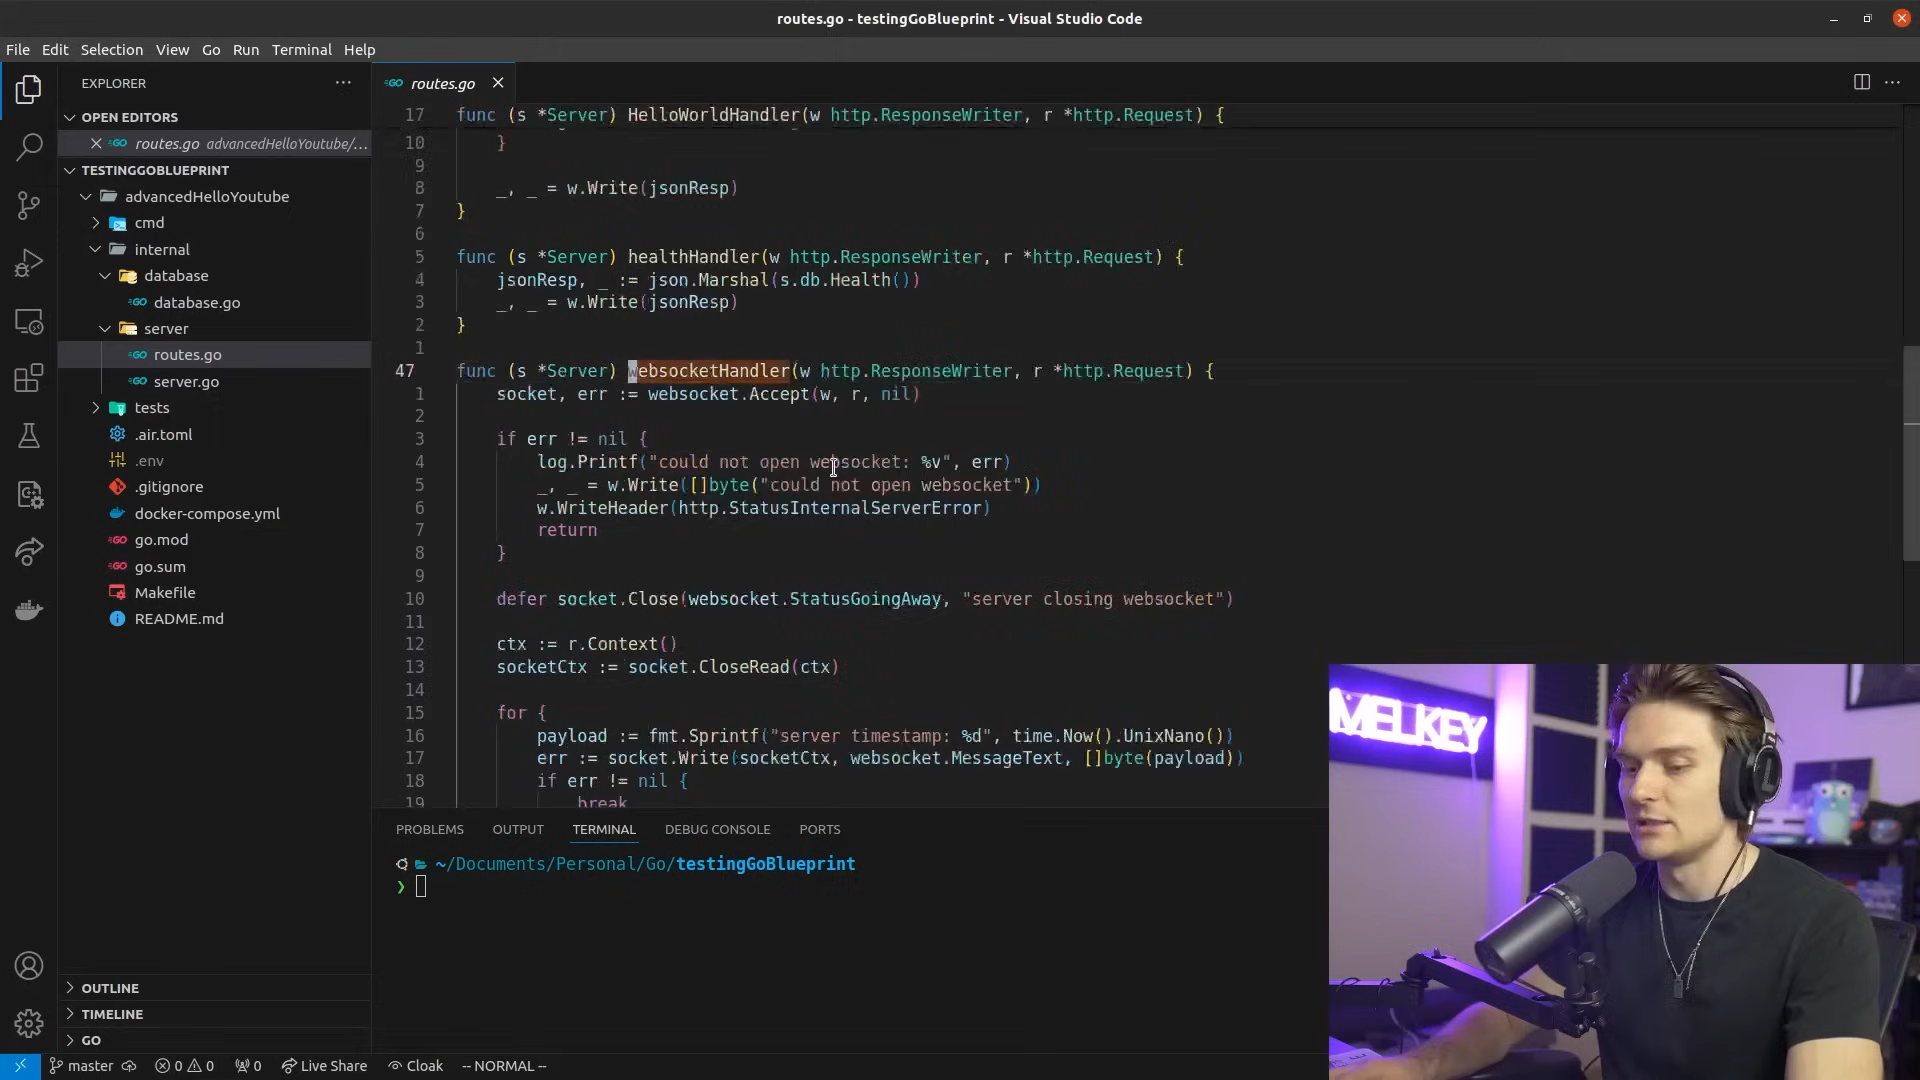 routes.go - testingGoBlueprint - Visual Studio Code
File Edit Selection View Go Run Terminal Help
EXPLORER
OPEN EDITORS
routes.go advancedHelloYoutube/...
TESTINGGOBLUEPRINT
advancedHelloYoutube
cmd
internal
database
database.go
server
routes.go
server.go
tests
.air.toml
.env
.gitignore
docker-compose.yml
go.mod
go.sum
Makefile
README.md
OUTLINE
TIMELINE
GO
routes.go
17 func (s *Server) HelloWorldHandler(w http.ResponseWriter, r *http.Request) {
10 }
9
8 _, _ = w.Write(jsonResp)
7 }
6
5 func (s *Server) healthHandler(w http.ResponseWriter, r *http.Request) {
4 jsonResp, _ := json.Marshal(s.db.Health())
3 _, _ = w.Write(jsonResp)
2 }
1
47 func (s *Server) websocketHandler(w http.ResponseWriter, r *http.Request) {
1 socket, err := websocket.Accept(w, r, nil)
2
3 if err != nil {
4 log.Printf("could not open websocket: %v", err)
5 _, _ = w.Write([]byte("could not open websocket"))
6 w.WriteHeader(http.StatusInternalServerError)
7 return
8 }
9
10 defer socket.Close(websocket.StatusGoingAway, "server closing websocket")
11
12 ctx := r.Context()
13 socketCtx := socket.CloseRead(ctx)
14
15 for {
16 payload := fmt.Sprintf("server timestamp: %d", time.Now().UnixNano())
17 err := socket.Write(socketCtx, websocket.MessageText, []byte(payload))
18 if err != nil {
19 break
PROBLEMS OUTPUT TERMINAL DEBUG CONSOLE PORTS
~/Documents/Personal/Go/testingGoBlueprint
❯
MELKEY
master 0 0 0 Live Share Cloak -- NORMAL --